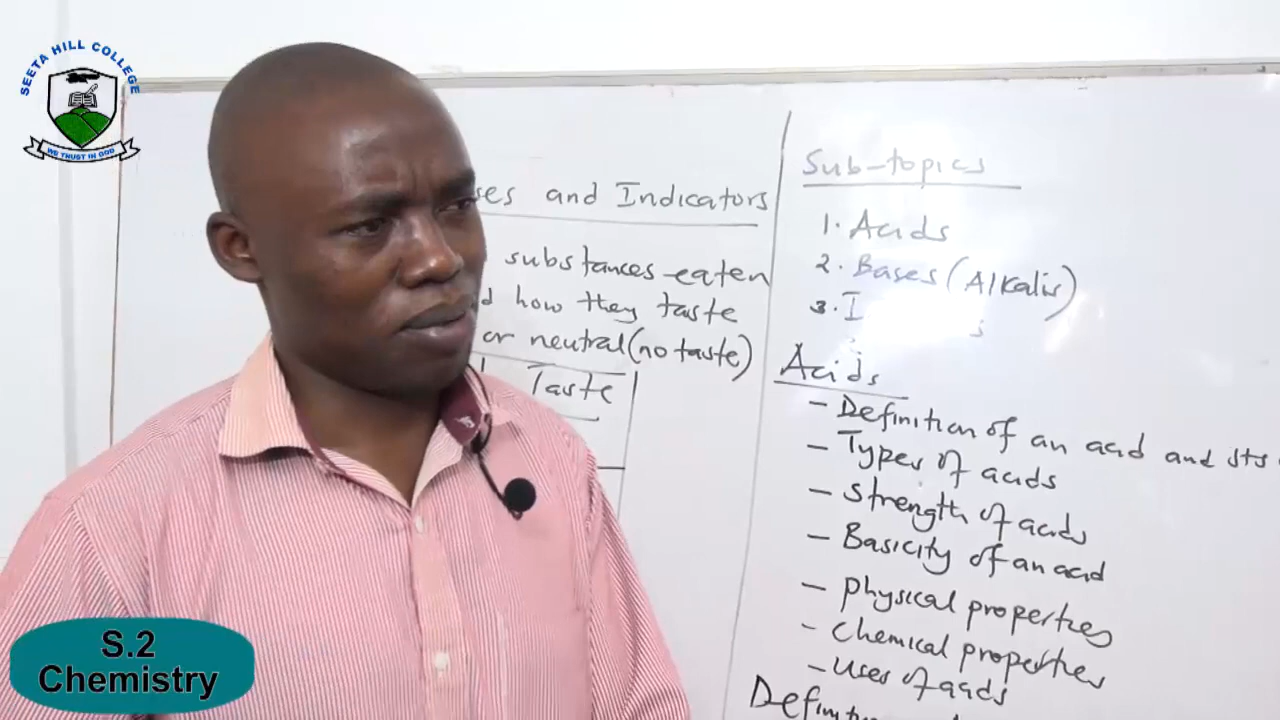 SEETA HILL COLLEGE
WE TRUST IN GOD
and Indicators
substances eaten
how they taste
or neutral (no taste)
Taste
Sub-topics
1. Acids
2. Bases (Alkalis)
3. I
Acids
- Definition of an acid and its
- Types of acids
- Strength of acids
- Basicity of an acid
- Physical properties
- Chemical properties
- Uses of acids
S.2
Chemistry